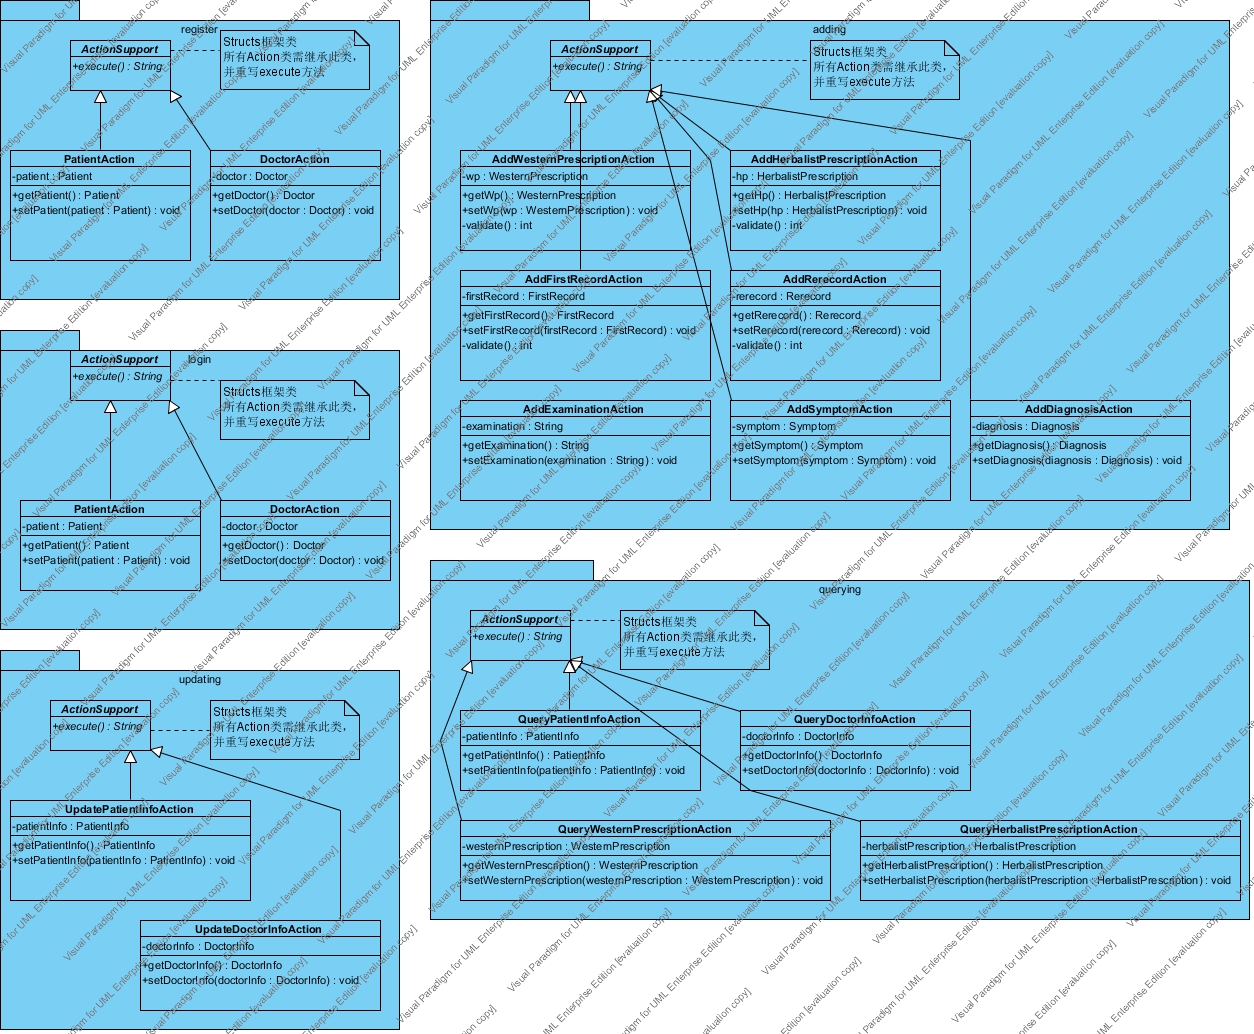 register
ActionSupport
+execute() : String
Structs框架类
所有Action类需继承此类，
并重写execute方法
PatientAction
-patient : Patient
+getPatient() : Patient
+setPatient(patient : Patient) : void
DoctorAction
-doctor : Doctor
+getDoctor() : Doctor
+setDoctor(doctor : Doctor) : void
login
ActionSupport
+execute() : String
Structs框架类
所有Action类需继承此类，
并重写execute方法
PatientAction
-patient : Patient
+getPatient() : Patient
+setPatient(patient : Patient) : void
DoctorAction
-doctor : Doctor
+getDoctor() : Doctor
+setDoctor(doctor : Doctor) : void
updating
ActionSupport
+execute() : String
Structs框架类
所有Action类需继承此类，
并重写execute方法
UpdatePatientInfoAction
-patientInfo : PatientInfo
+getPatientInfo() : PatientInfo
+setPatientInfo(patientInfo : PatientInfo) : void
UpdateDoctorInfoAction
-doctorInfo : DoctorInfo
+getDoctorInfo() : DoctorInfo
+setDoctorInfo(doctorInfo : DoctorInfo) : void
adding
ActionSupport
+execute() : String
Structs框架类
所有Action类需继承此类，
并重写execute方法
AddWesternPrescriptionAction
-wp : WesternPrescription
+getWp() : WesternPrescription
+setWp(wp : WesternPrescription) : void
-validate() : int
AddHerbalistPrescriptionAction
-hp : HerbalistPrescription
+getHp() : HerbalistPrescription
+setHp(hp : HerbalistPrescription) : void
-validate() : int
AddFirstRecordAction
-firstRecord : FirstRecord
+getFirstRecord() : FirstRecord
+setFirstRecord(firstRecord : FirstRecord) : void
-validate() : int
AddRerecordAction
-rerecord : Rerecord
+getRerecord() : Rerecord
+setRerecord(rerecord : Rerecord) : void
-validate() : int
AddExaminationAction
-examination : String
+getExamination() : String
+setExamination(examination : String) : void
AddSymptomAction
-symptom : Symptom
+getSymptom() : Symptom
+setSymptom(symptom : Symptom) : void
AddDiagnosisAction
-diagnosis : Diagnosis
+getDiagnosis() : Diagnosis
+setDiagnosis(diagnosis : Diagnosis) : void
querying
ActionSupport
+execute() : String
Structs框架类
所有Action类需继承此类，
并重写execute方法
QueryPatientInfoAction
-patientInfo : PatientInfo
+getPatientInfo() : PatientInfo
+setPatientInfo(patientInfo : PatientInfo) : void
QueryDoctorInfoAction
-doctorInfo : DoctorInfo
+getDoctorInfo() : DoctorInfo
+setDoctorInfo(doctorInfo : DoctorInfo) : void
QueryWesternPrescriptionAction
-westernPrescription : WesternPrescription
+getWesternPrescription() : WesternPrescription
+setWesternPrescription(westernPrescription : WesternPrescription) : void
QueryHerbalistPrescriptionAction
-herbalistPrescription : HerbalistPrescription
+getHerbalistPrescription() : HerbalistPrescription
+setHerbalistPrescription(herbalistPrescription : HerbalistPrescription) : void
Visual Paradigm for UML Enterprise Edition [evaluation copy]